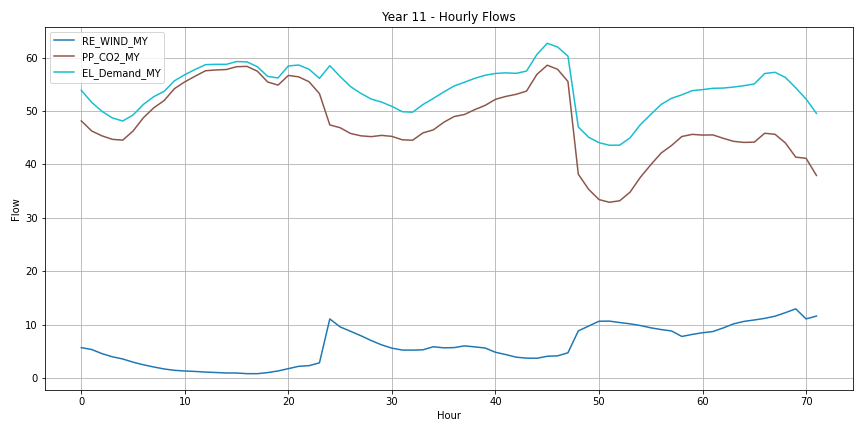 Year 11 - Hourly Flows
RE_WIND_MY
PP_CO2_MY
EL_Demand_MY
Flow
60
50
40
30
20
10
0
0 10 20 30 40 50 60 70
Hour